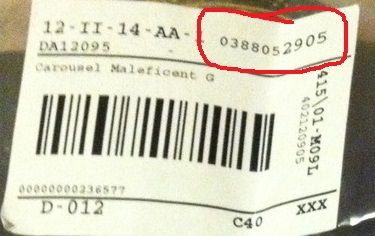 12-II-14-AA- 0388052905
DA12095
Carousel Maleficent G
415\01-M09L
402120905
00000000236577
D-012
C40
XXX